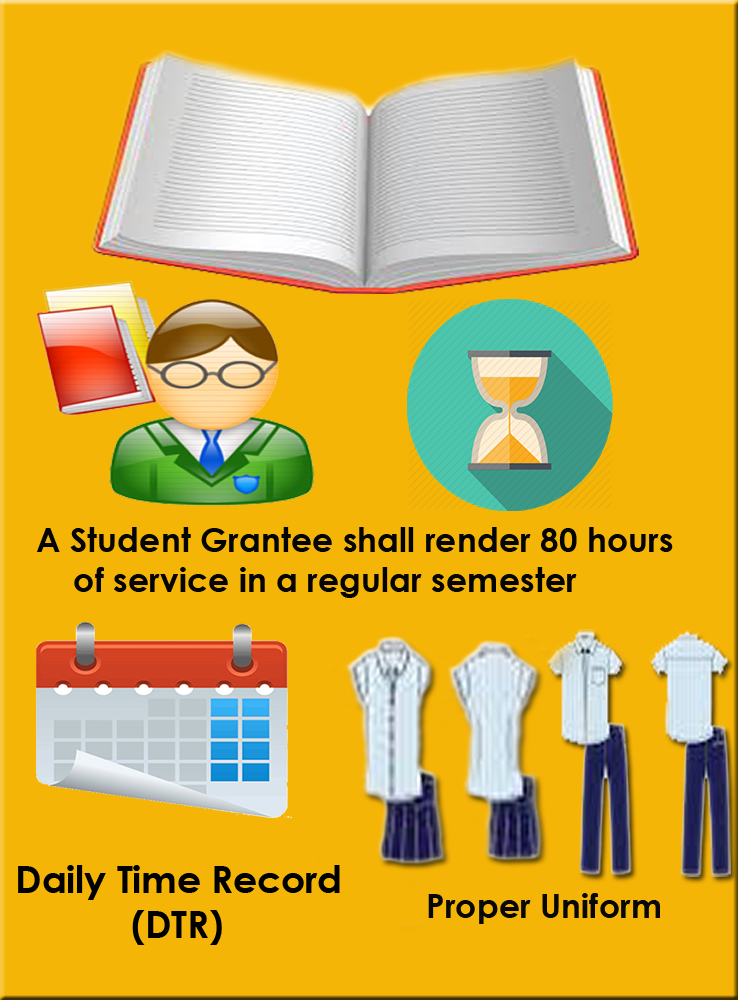 A Student Grantee shall render 80 hours
of service in a regular semester
Daily Time Record
(DTR)
Proper Uniform